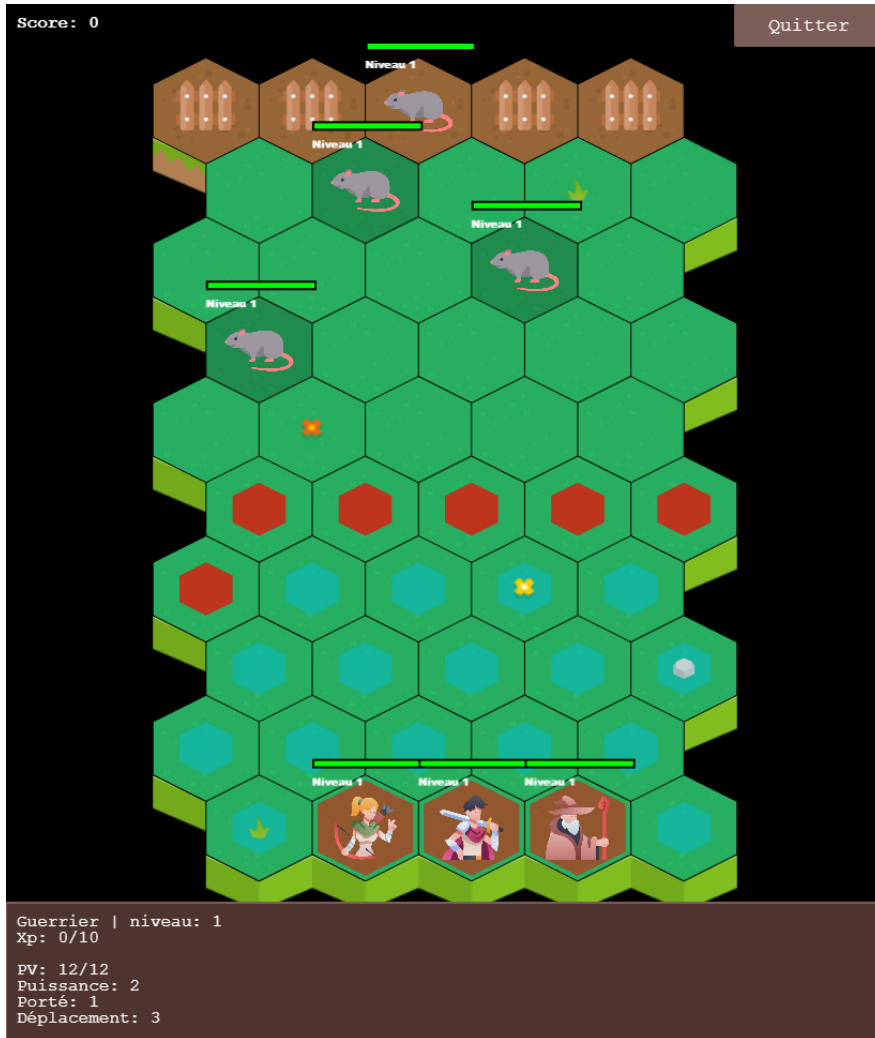 Score: 0
Quitter
Niveau 1
Niveau 1
Niveau 1
Niveau 1
Niveau 1 Niveau 1 Niveau 1
Guerrier | niveau: 1
Xp: 0/10
PV: 12/12
Puissance: 2
Porté: 1
Déplacement: 3